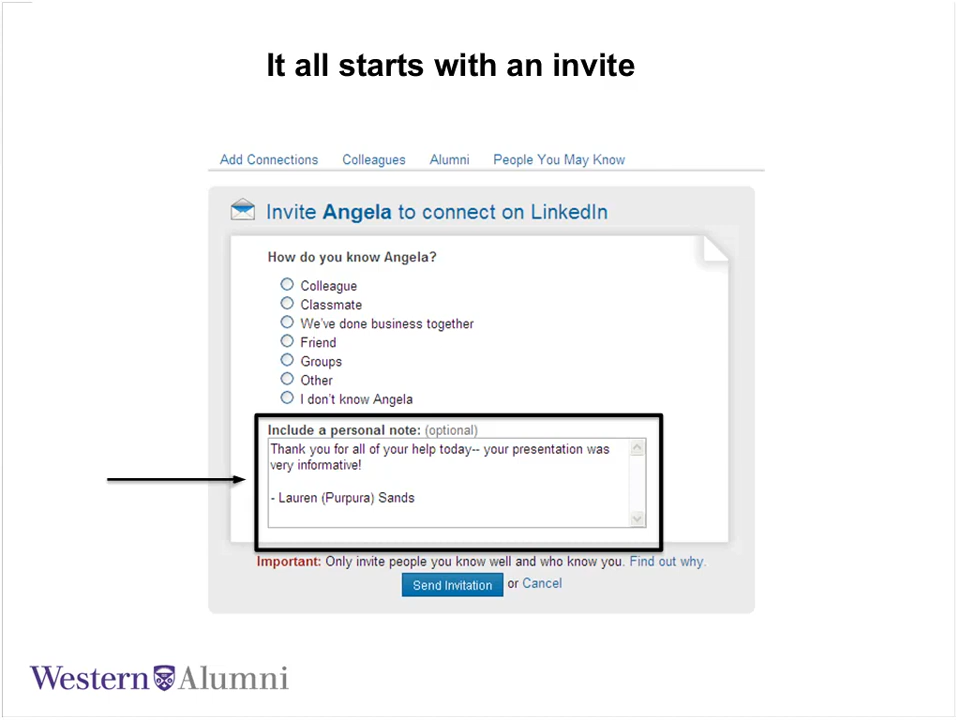 It all starts with an invite
Add Connections Colleagues Alumni People You May Know
Invite Angela to connect on LinkedIn
How do you know Angela?
Colleague
Classmate
We've done business together
Friend
Groups
Other
I don't know Angela
Include a personal note: (optional)
Thank you for all of your help today-- your presentation was
very informative!
- Lauren (Purpura) Sands
Important: Only invite people you know well and who know you. Find out why.
Send Invitation or Cancel
Western Alumni